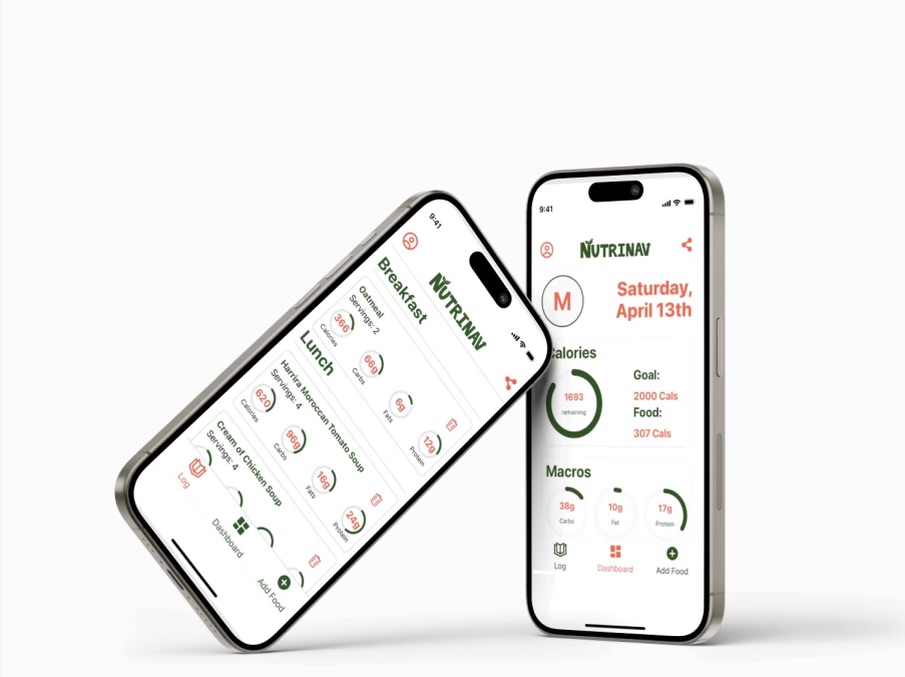 9:41
NUTRINAV
Breakfast
Oatmeal
Servings: 2
366
Calories
66g
Carbs
6g
Fats
12g
Protein
Lunch
Harrira Moroccan Tomato Soup
Servings: 4
620
Calories
96g
Carbs
16g
Fats
24g
Protein
Cream of Chicken Soup
Servings: 4
Log
Dashboard
Add Food
9:41
NUTRINAV
M
Saturday,
April 13th
Calories
1693
remaining
Goal:
2000 Cals
Food:
307 Cals
Macros
38g
Carbs
10g
Fat
17g
Protein
Log
Dashboard
Add Food